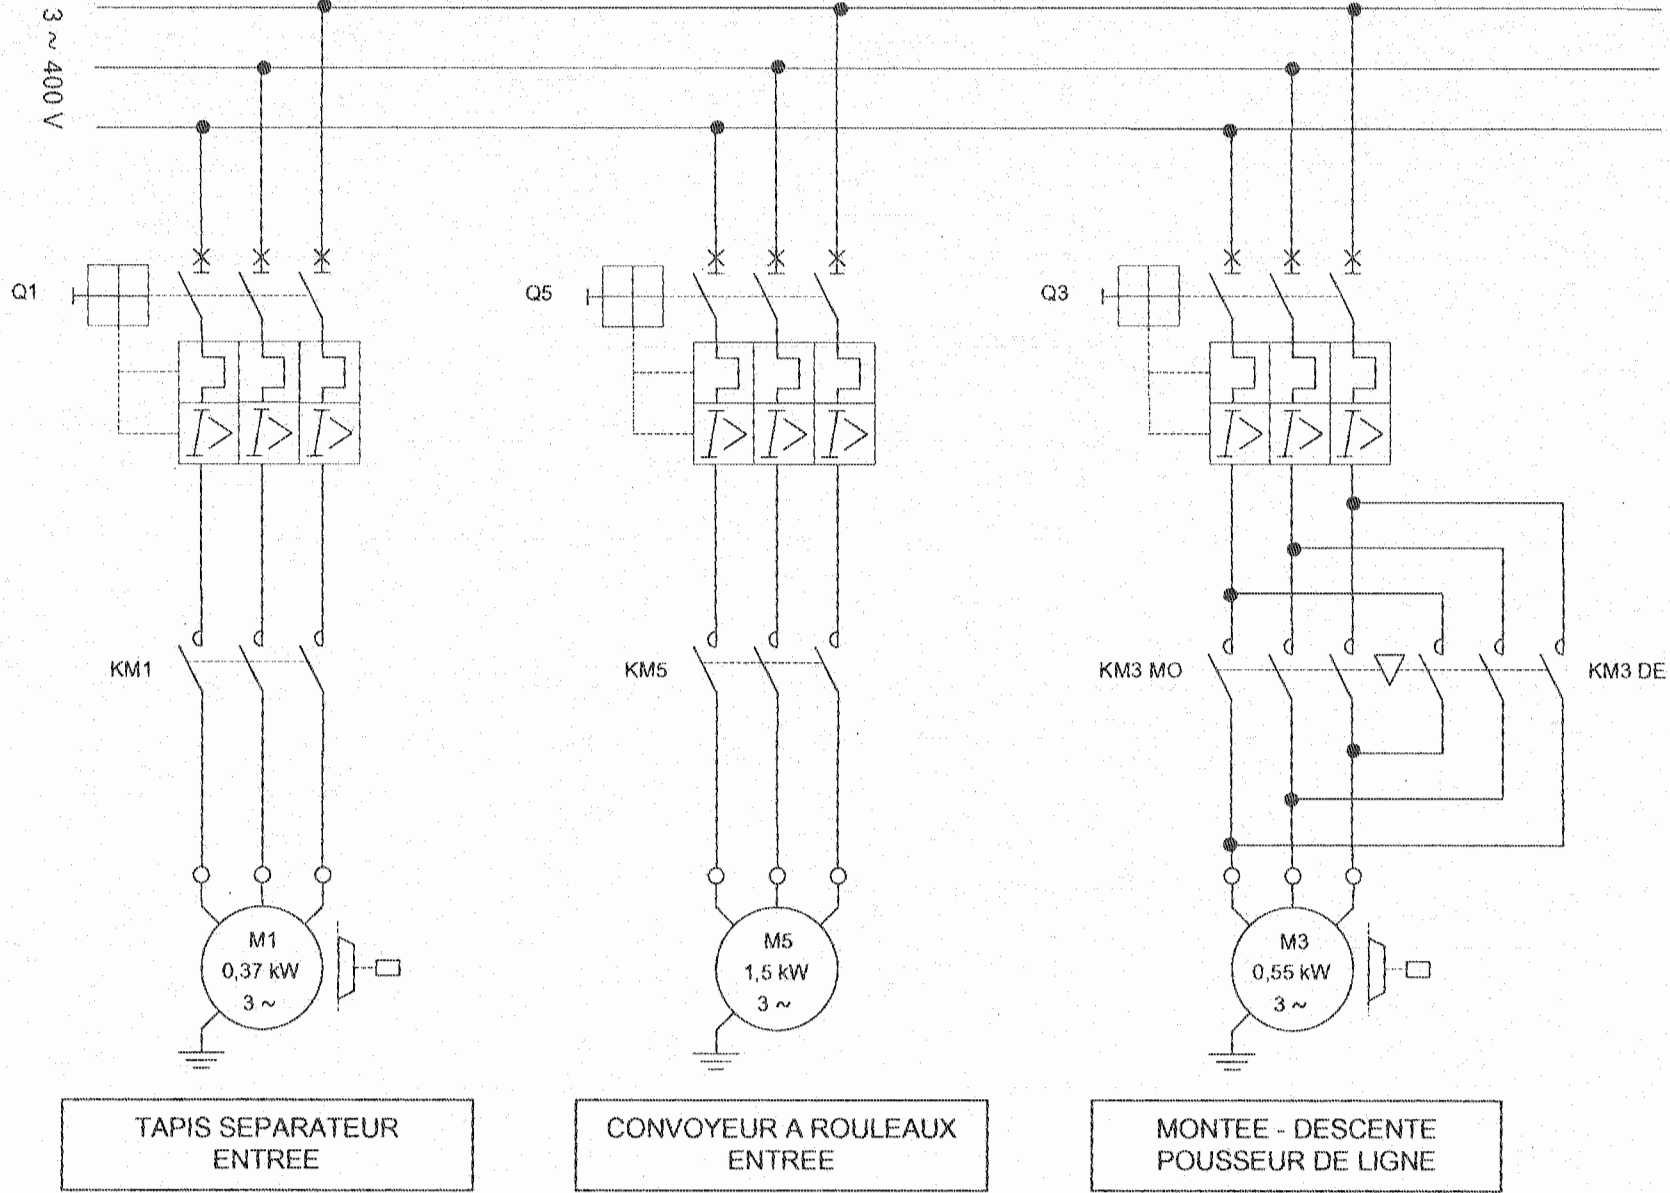 3 ~ 400 V
Q1
Q5
Q3
I>
I>
I>
I>
I>
I>
I>
I>
I>
KM1
KM5
KM3 MO
KM3 DE
M1
0,37 kW
3 ~
M5
1,5 kW
3 ~
M3
0,55 kW
3 ~
TAPIS SEPARATEUR
ENTREE
CONVOYEUR A ROULEAUX
ENTREE
MONTEE - DESCENTE
POUSSEUR DE LIGNE